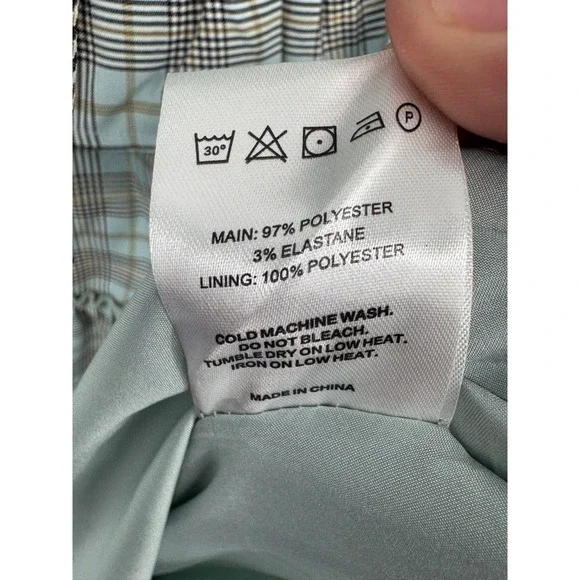 30°
P
MAIN: 97% POLYESTER
3% ELASTANE
LINING: 100% POLYESTER
COLD MACHINE WASH.
DO NOT BLEACH.
TUMBLE DRY ON LOW HEAT.
IRON ON LOW HEAT.
MADE IN CHINA